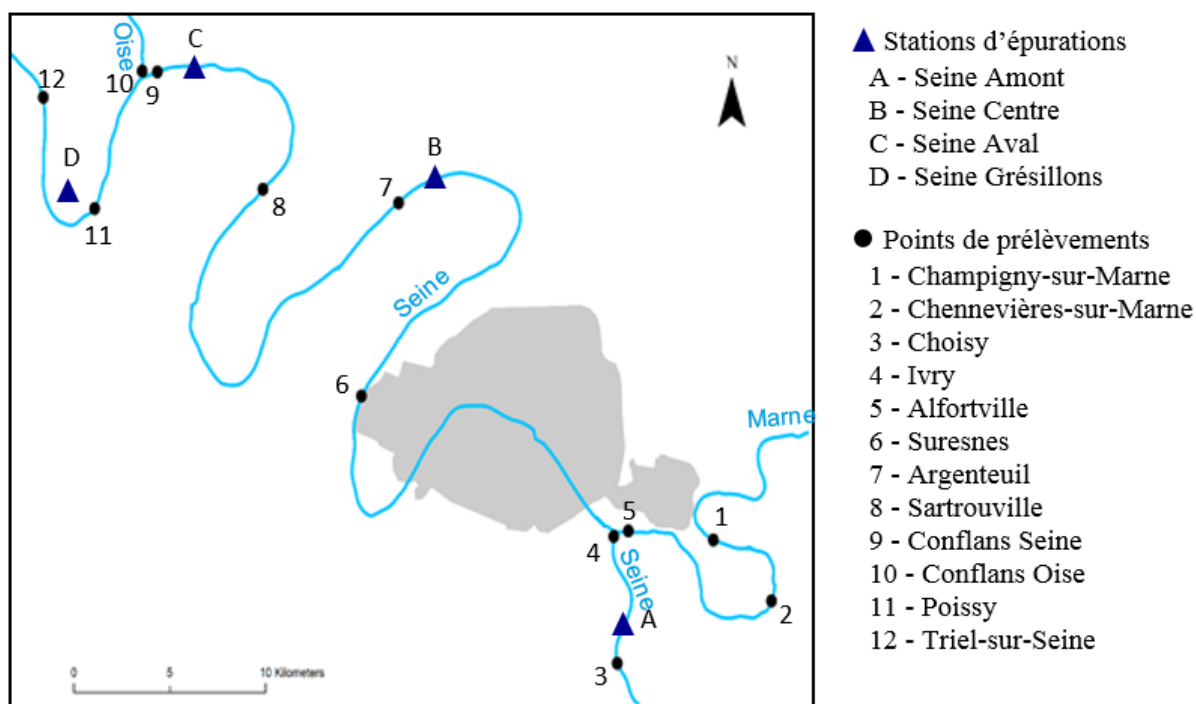 Oise
C
12
10
9
D
B
7
8
11
Seine
6
N
Marne
5
1
4
Seine
A
2
3
0 5 10 Kilometers
Stations d'épurations
A - Seine Amont
B - Seine Centre
C - Seine Aval
D - Seine Grésillons
Points de prélèvements
1 - Champigny-sur-Marne
2 - Chennevières-sur-Marne
3 - Choisy
4 - Ivry
5 - Alfortville
6 - Suresnes
7 - Argenteuil
8 - Sartrouville
9 - Conflans Seine
10 - Conflans Oise
11 - Poissy
12 - Triel-sur-Seine